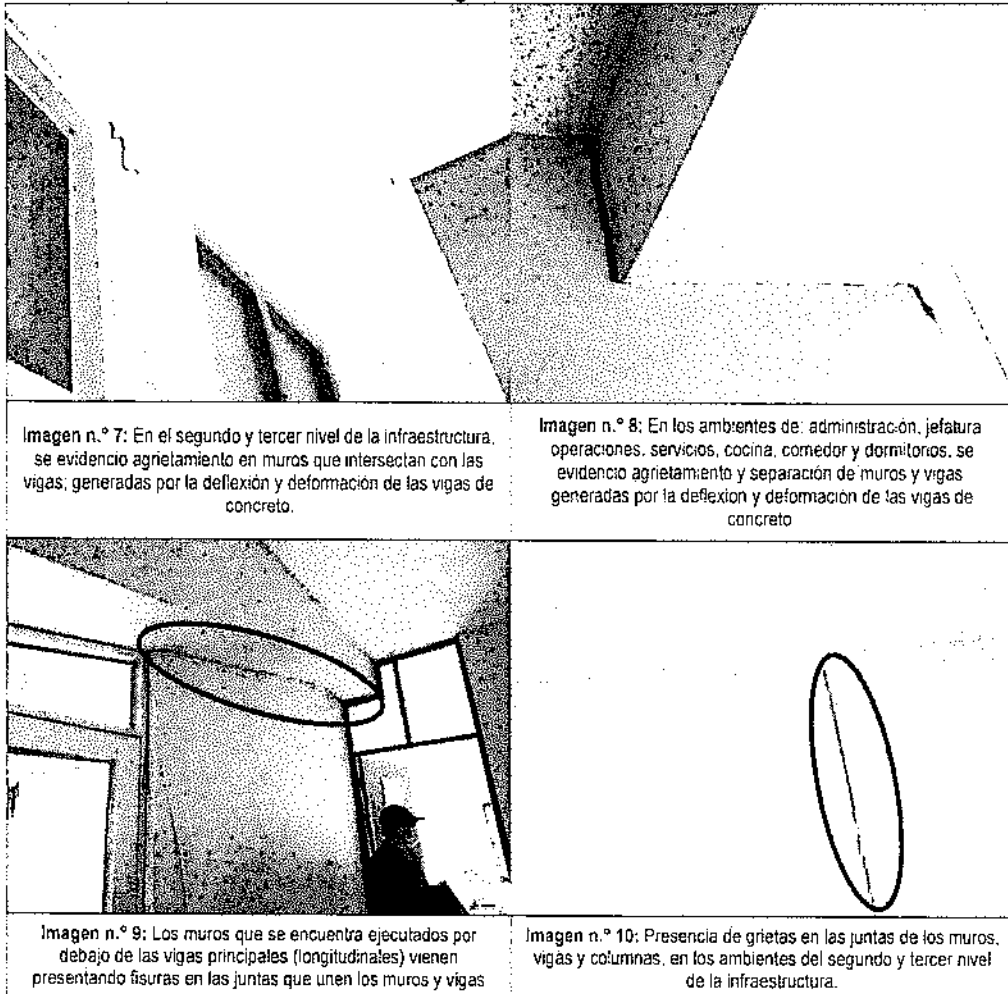 Imagen n.º 7: En el segundo y tercer nivel de la infraestructura,
se evidencio agrietamiento en muros que intersectan con las
vigas; generadas por la deflexión y deformación de las vigas de
concreto.
Imagen n.º 8: En los ambientes de: administración, jefatura
operaciones, servicios, cocina, comedor y dormitorios, se
evidencio agrietamiento y separación de muros y vigas
generadas por la deflexion y deformación de las vigas de
concreto
Imagen n.º 9: Los muros que se encuentra ejecutados por
debajo de las vigas principales (longitudinales) vienen
presentando fisuras en las juntas que unen los muros y vigas
Imagen n.º 10: Presencia de grietas en las juntas de los muros,
vigas y columnas, en los ambientes del segundo y tercer nivel
de la infraestructura.